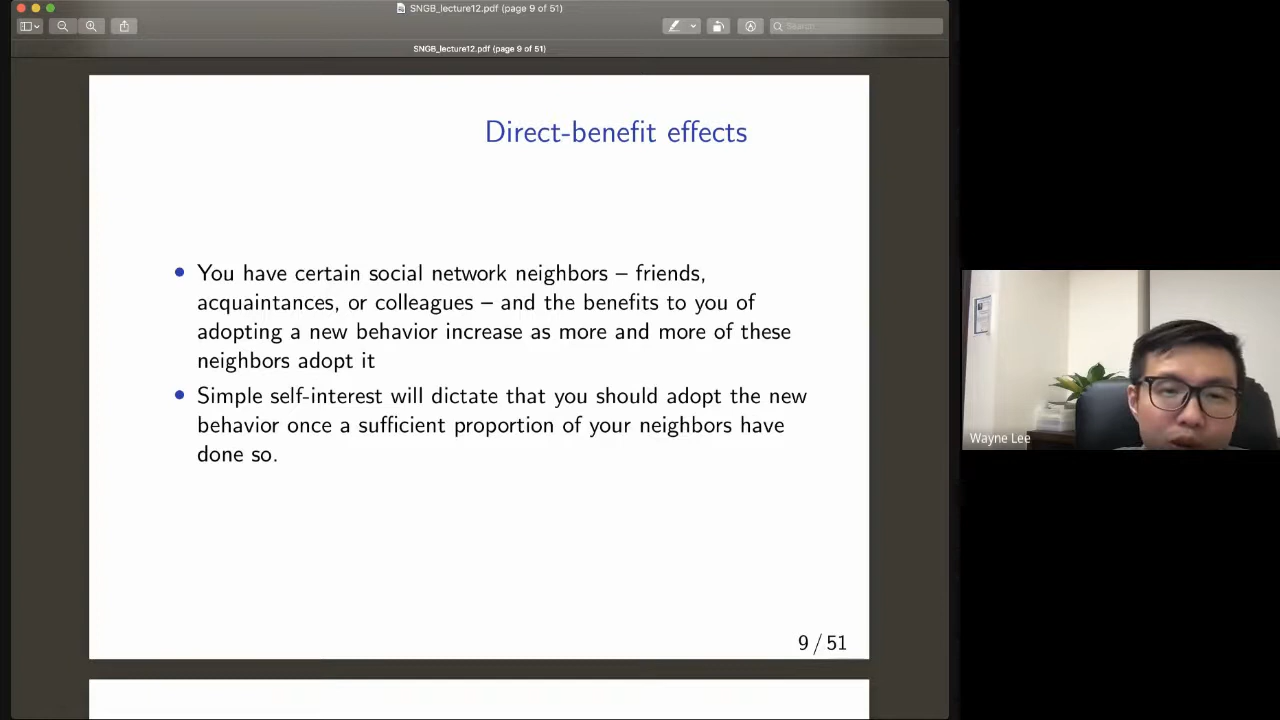 SNGB_lecture12.pdf (page 9 of 51)
Search
SNGB_lecture12.pdf (page 9 of 51)
Direct-benefit effects
• You have certain social network neighbors – friends,
acquaintances, or colleagues – and the benefits to you of
adopting a new behavior increase as more and more of these
neighbors adopt it
• Simple self-interest will dictate that you should adopt the new
behavior once a sufficient proportion of your neighbors have
done so.
9 / 51
Wayne Lee